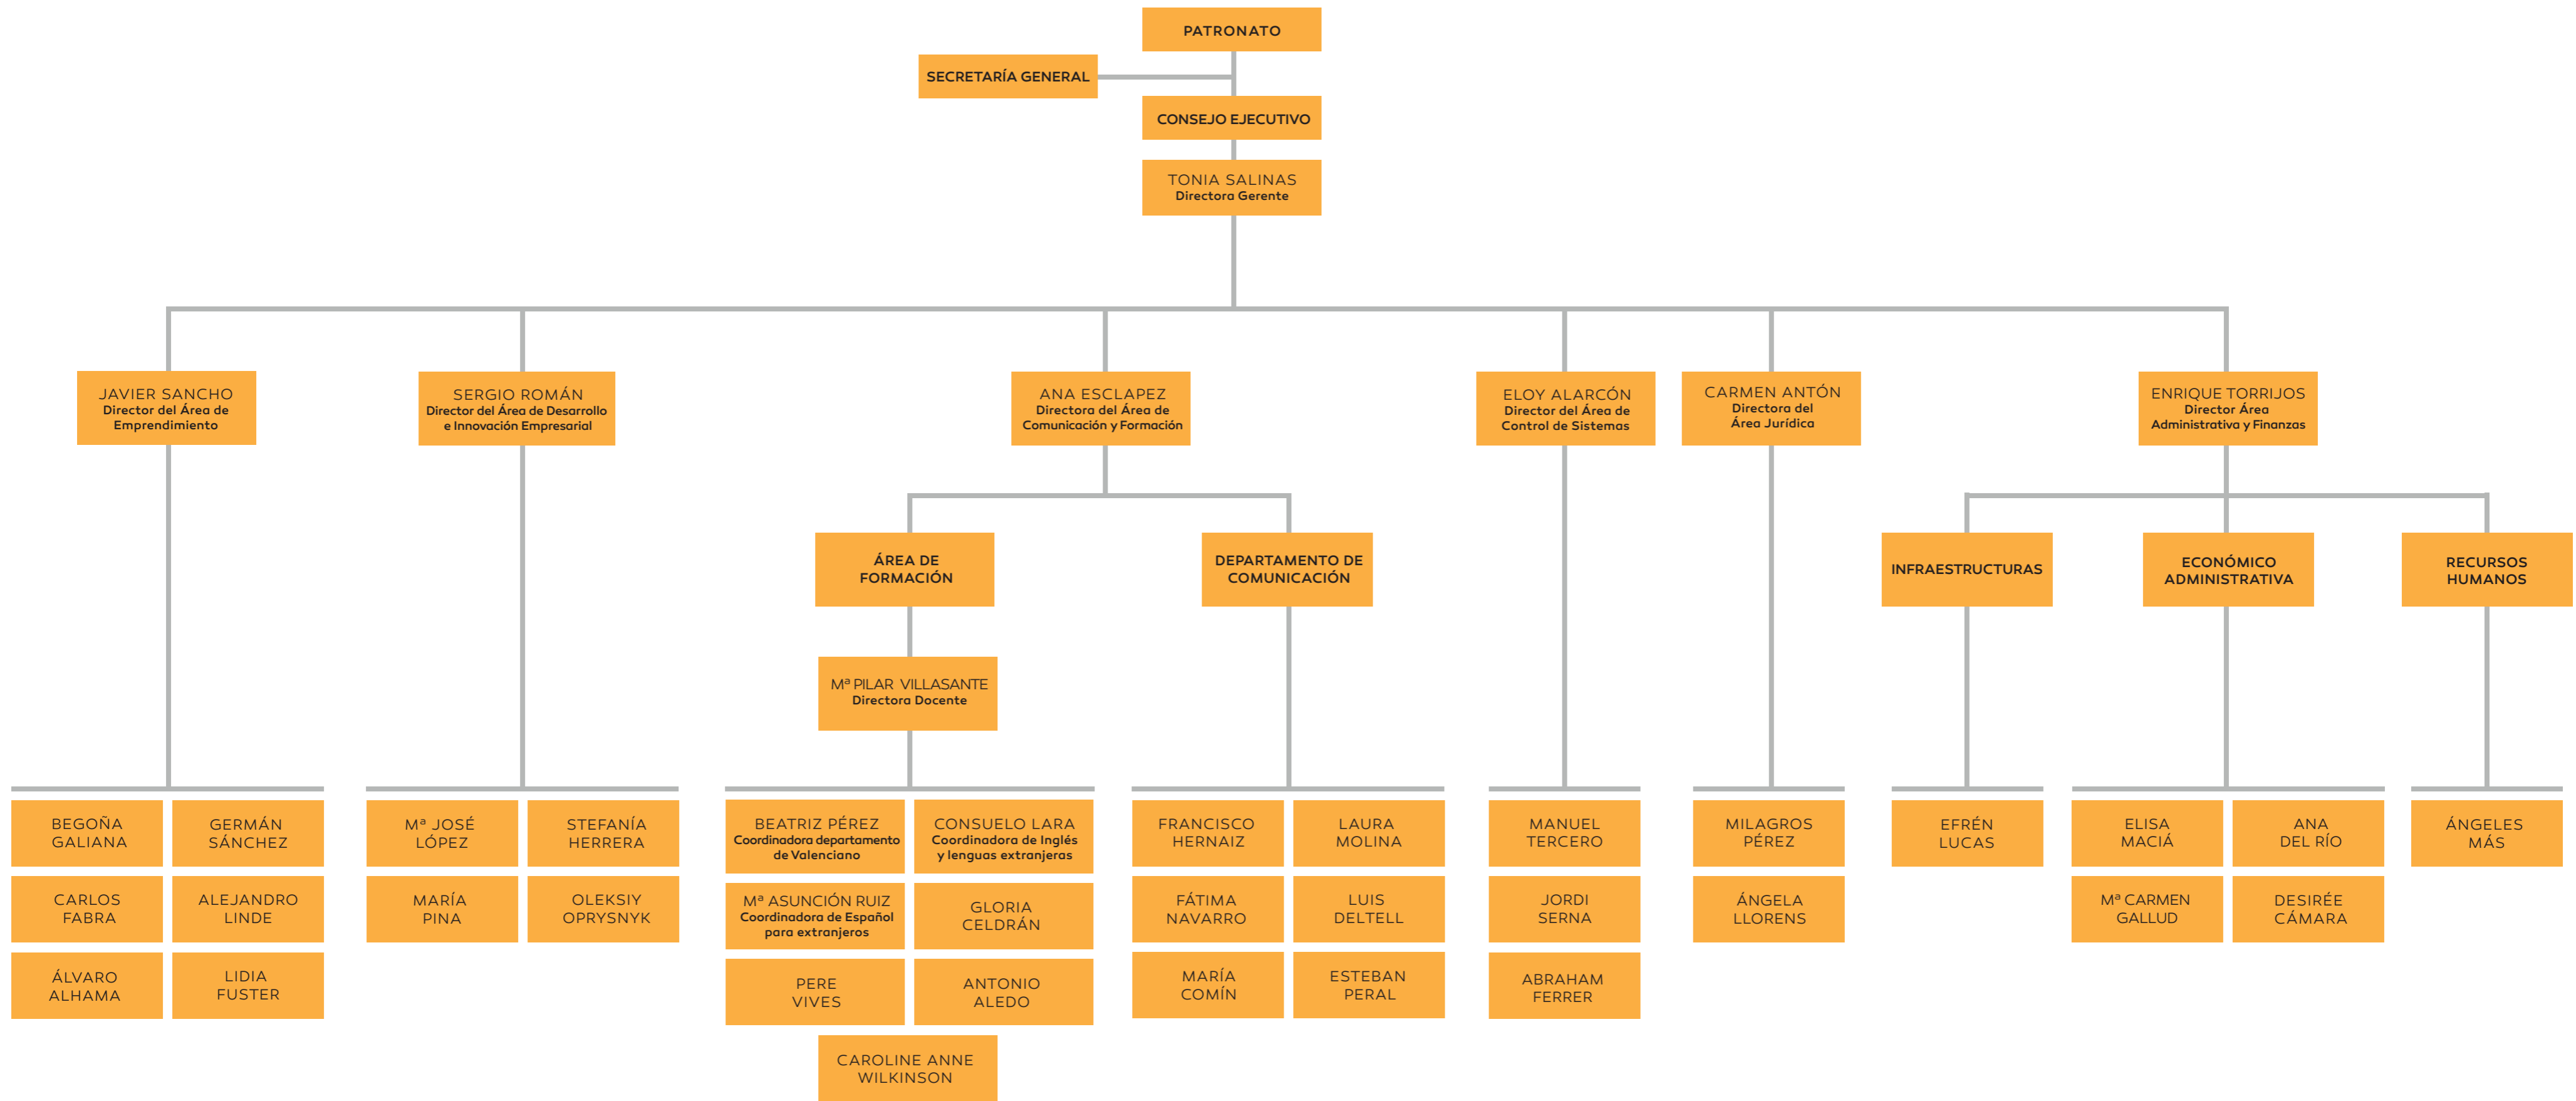 PATRONATO
SECRETARÍA GENERAL
CONSEJO EJECUTIVO
TONIA SALINAS
Directora Gerente
JAVIER SANCHO
Director del Área de
Emprendimiento
SERGIO ROMÁN
Director del Área de Desarrollo
e Innovación Empresarial
ANA ESCLAPEZ
Directora del Área de
Comunicación y Formación
ELOY ALARCÓN
Director del Área de
Control de Sistemas
CARMEN ANTÓN
Directora del
Área Jurídica
ENRIQUE TORRIJOS
Director Área
Administrativa y Finanzas
ÁREA DE
FORMACIÓN
DEPARTAMENTO DE
COMUNICACIÓN
INFRAESTRUCTURAS
ECONÓMICO
ADMINISTRATIVA
RECURSOS
HUMANOS
Mª PILAR VILLASANTE
Directora Docente
BEGOÑA
GALIANA
GERMÁN
SÁNCHEZ
CARLOS
FABRA
ALEJANDRO
LINDE
ÁLVARO
ALHAMA
LIDIA
FUSTER
Mª JOSÉ
LÓPEZ
STEFANÍA
HERRERA
MARÍA
PINA
OLEKSIY
OPRYSNYK
BEATRIZ PÉREZ
Coordinadora departamento
de Valenciano
CONSUELO LARA
Coordinadora de Inglés
y lenguas extranjeras
Mª ASUNCIÓN RUIZ
Coordinadora de Español
para extranjeros
GLORIA
CELDRÁN
PERE
VIVES
ANTONIO
ALEDO
CAROLINE ANNE
WILKINSON
FRANCISCO
HERNAIZ
LAURA
MOLINA
FÁTIMA
NAVARRO
LUIS
DELTELL
MARÍA
COMÍN
ESTEBAN
PERAL
MANUEL
TERCERO
JORDI
SERNA
ABRAHAM
FERRER
MILAGROS
PÉREZ
ÁNGELA
LLORENS
EFRÉN
LUCAS
ELISA
MACIÁ
ANA
DEL RÍO
Mª CARMEN
GALLUD
DESIRÉE
CÁMARA
ÁNGELES
MÁS